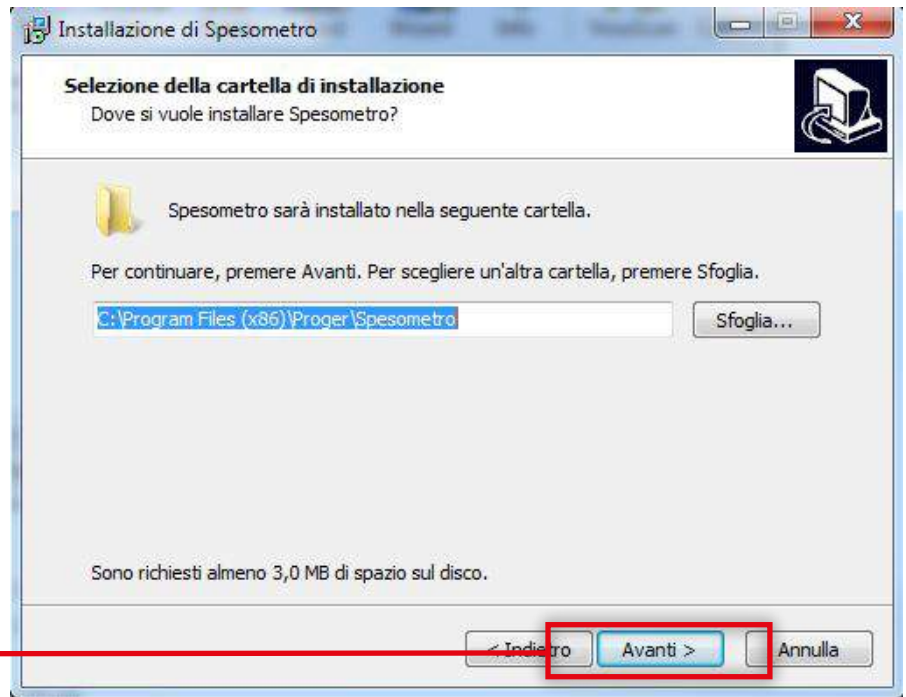 Installazione di Spesometro
Selezione della cartella di installazione
Dove si vuole installare Spesometro?
Spesometro sarà installato nella seguente cartella.
Per continuare, premere Avanti. Per scegliere un'altra cartella, premere Sfoglia.
C:\Program Files (x86)\Proger\Spesometro
Sfoglia...
Sono richiesti almeno 3,0 MB di spazio sul disco.
< Indietro Avanti > Annulla